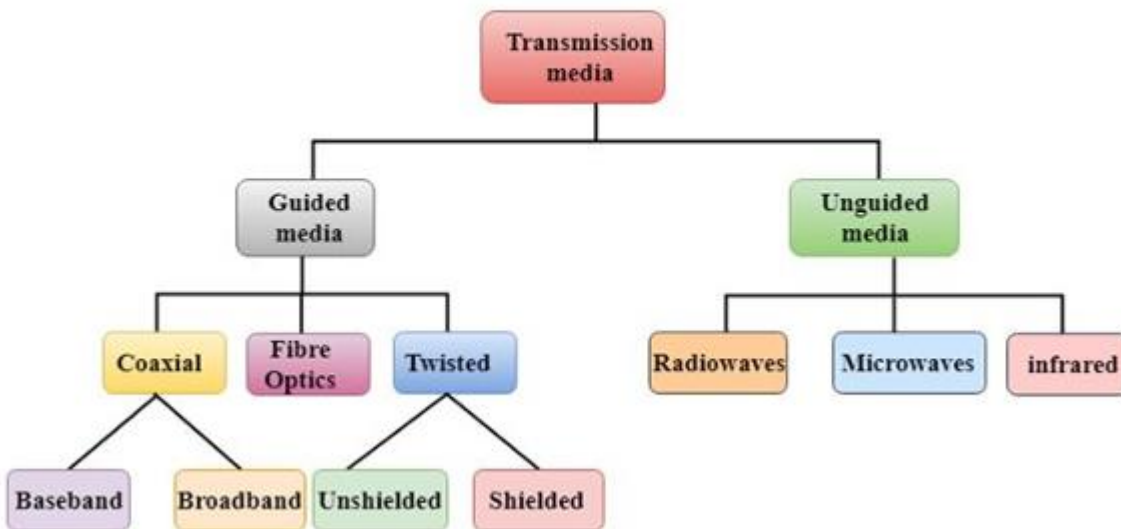 Transmission
media
Guided
media
Unguided
media
Coaxial
Fibre
Optics
Twisted
Radiowaves
Microwaves
infrared
Baseband
Broadband
Unshielded
Shielded